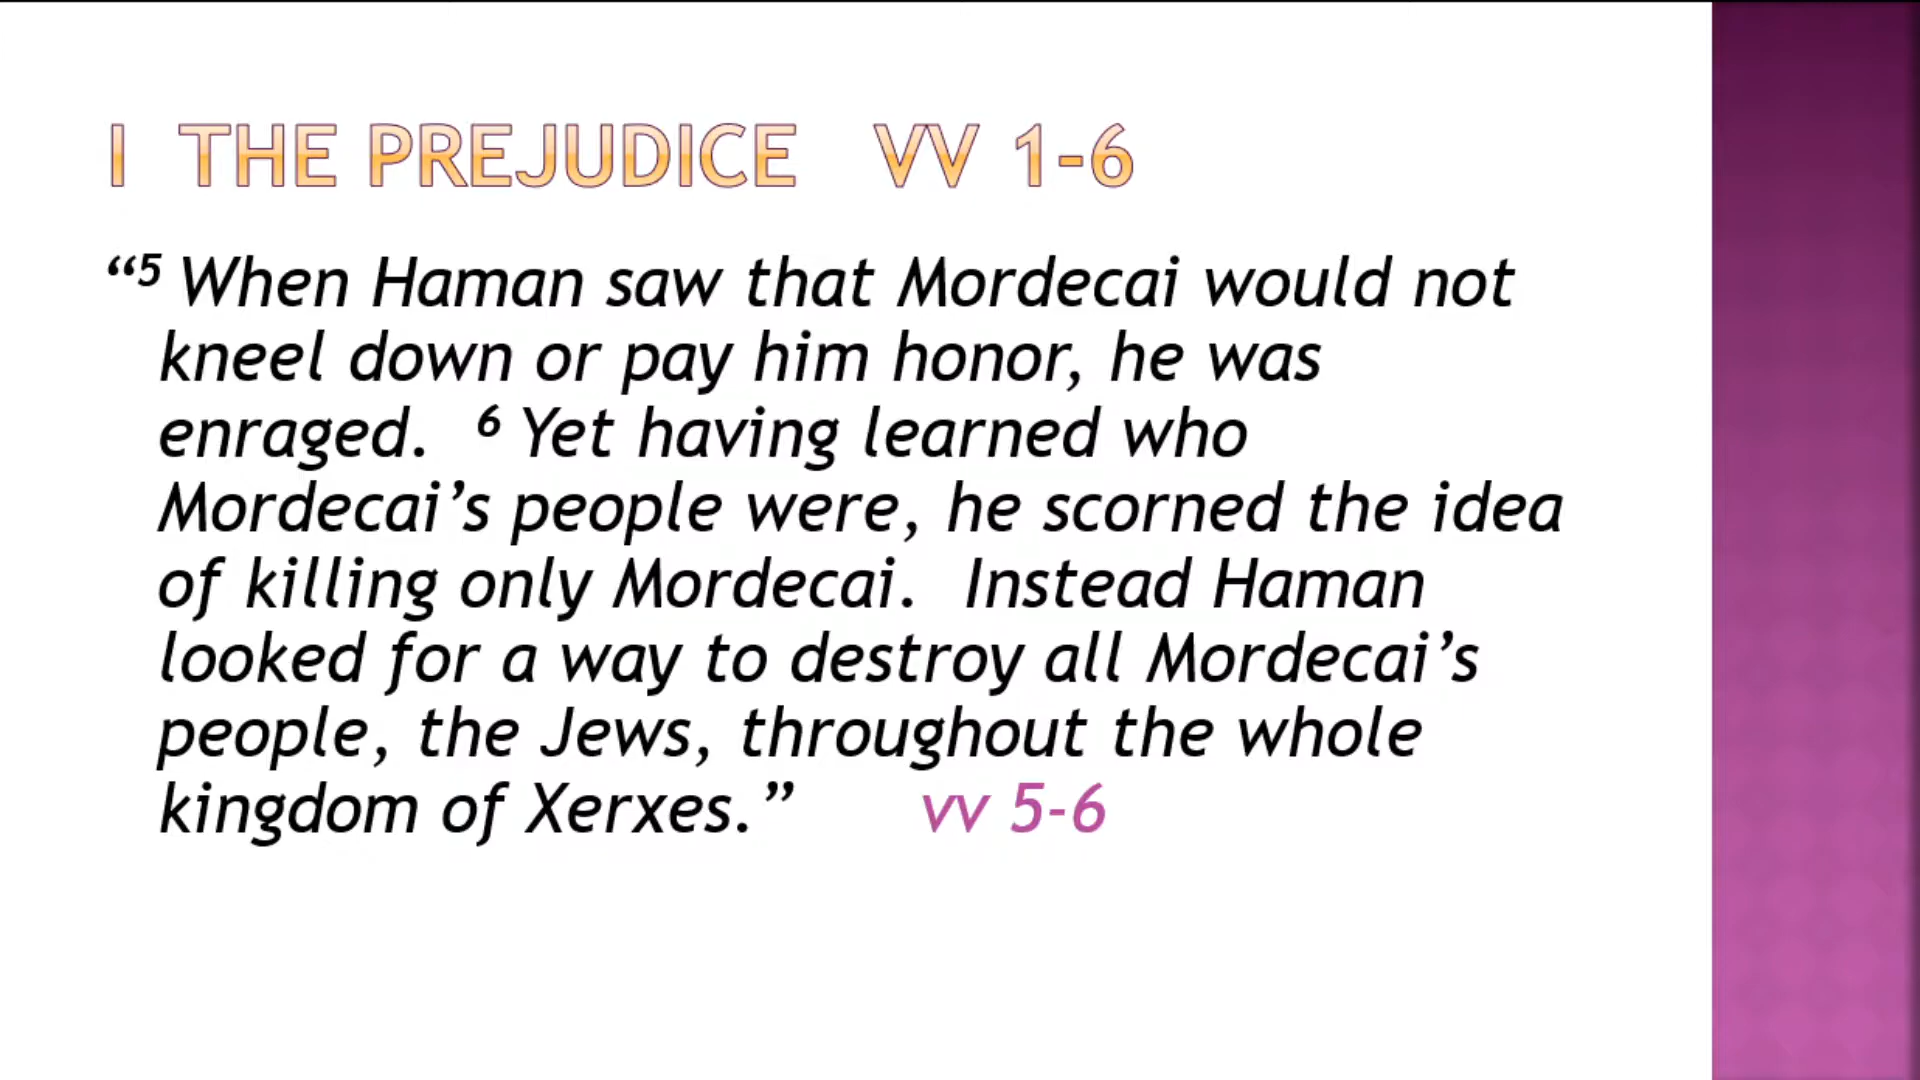 I THE PREJUDICE VV 1-6
“5 When Haman saw that Mordecai would not
kneel down or pay him honor, he was
enraged. 6 Yet having learned who
Mordecai’s people were, he scorned the idea
of killing only Mordecai. Instead Haman
looked for a way to destroy all Mordecai’s
people, the Jews, throughout the whole
kingdom of Xerxes.” vv 5-6